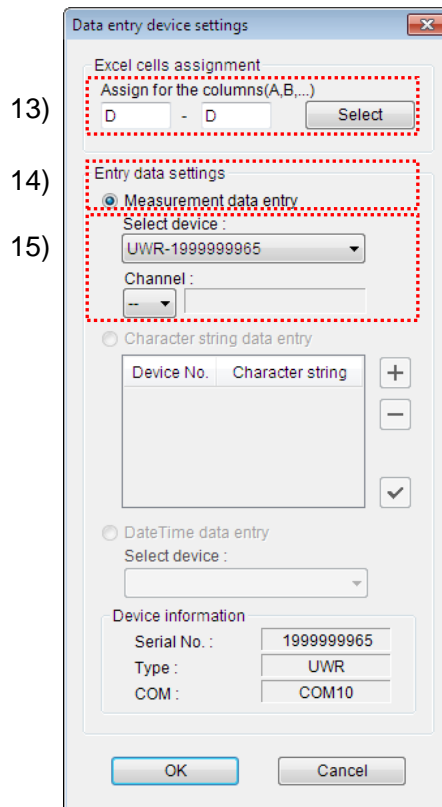 Data entry device settings
Excel cells assignment
13)
Assign for the columns(A,B,...)
D - D Select
14)
Entry data settings
Measurement data entry
15)
Select device :
UWR-1999999965
Channel :
--
Character string data entry
Device No. Character string
DateTime data entry
Select device :
Device information
Serial No. : 1999999965
Type : UWR
COM : COM10
OK Cancel